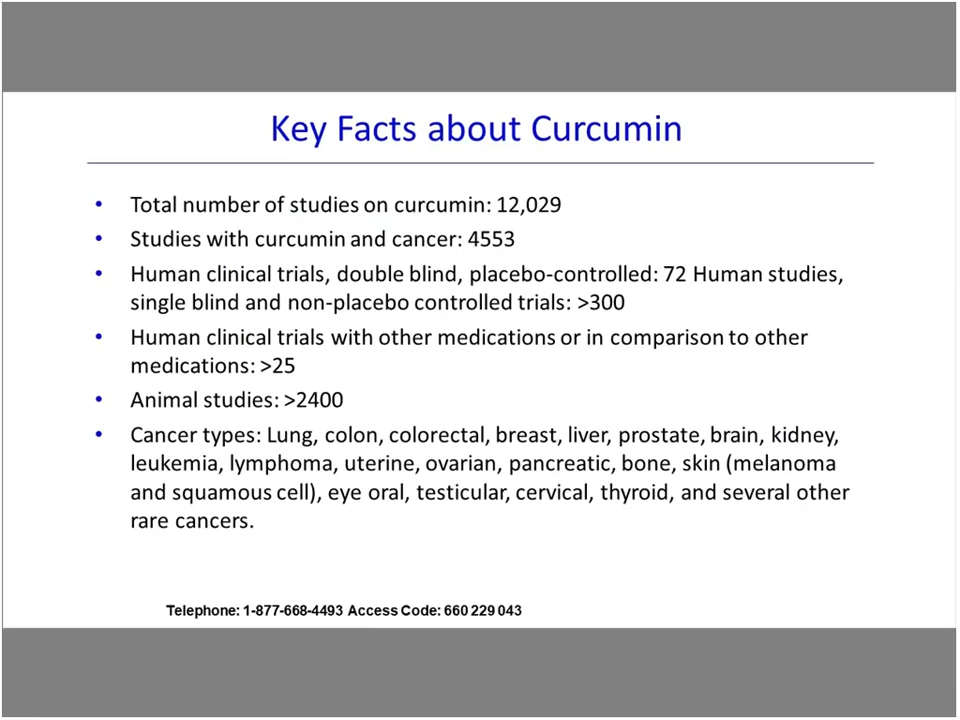 Key Facts about Curcumin
• Total number of studies on curcumin: 12,029
• Studies with curcumin and cancer: 4553
• Human clinical trials, double blind, placebo-controlled: 72 Human studies,
single blind and non-placebo controlled trials: >300
• Human clinical trials with other medications or in comparison to other
medications: >25
• Animal studies: >2400
• Cancer types: Lung, colon, colorectal, breast, liver, prostate, brain, kidney,
leukemia, lymphoma, uterine, ovarian, pancreatic, bone, skin (melanoma
and squamous cell), eye oral, testicular, cervical, thyroid, and several other
rare cancers.
Telephone: 1-877-668-4493 Access Code: 660 229 043